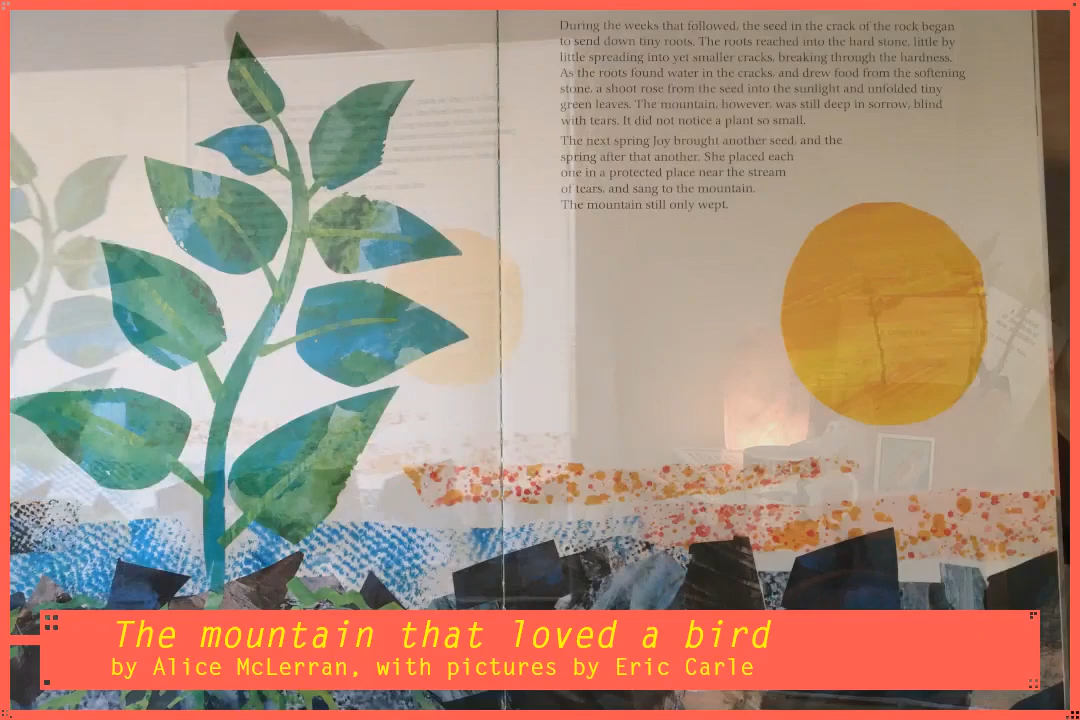 During the weeks that followed, the seed in the crack of the rock began
to send down tiny roots. The roots reached into the hard stone, little by
little spreading into yet smaller cracks, breaking through the hardness.
As the roots found water in the cracks, and drew food from the softening
stone, a shoot rose from the seed into the sunlight and unfolded tiny
green leaves. The mountain, however, was still deep in sorrow, blind
with tears. It did not notice a plant so small.
The next spring Joy brought another seed, and the
spring after that another. She placed each
one in a protected place near the stream
of tears, and sang to the mountain.
The mountain still only wept.
The mountain that loved a bird
by Alice McLerran, with pictures by Eric Carle